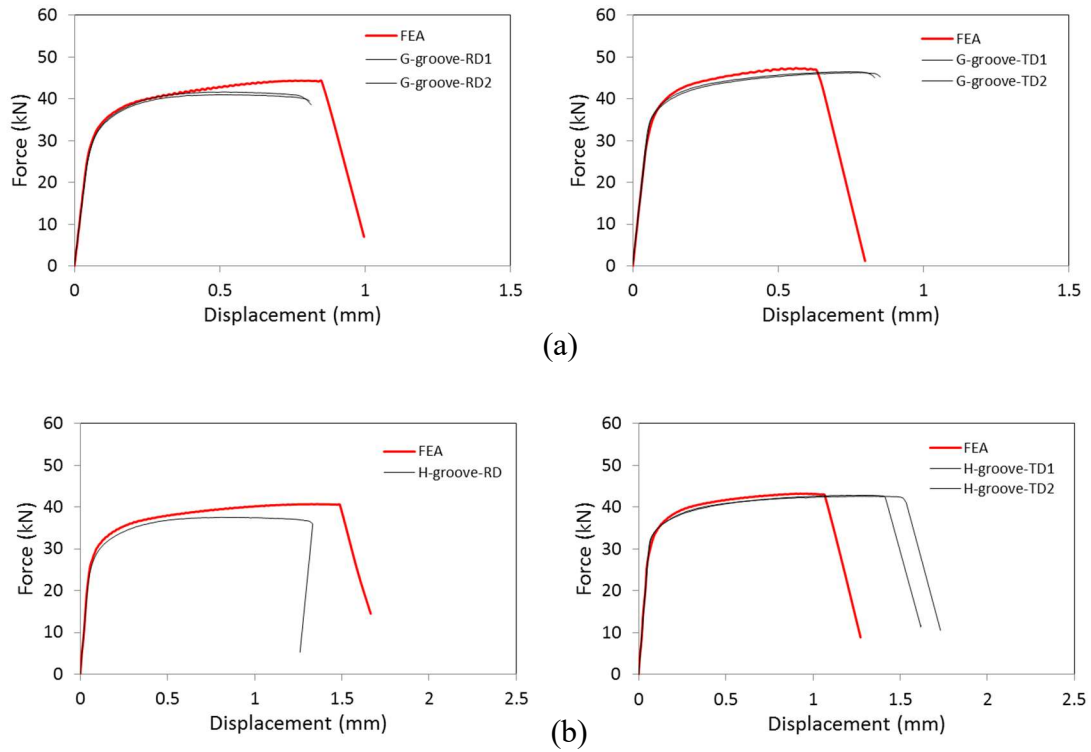 60
50
40
30
20
10
0
Force (kN)
FEA
G-groove-RD1
G-groove-RD2
0 0.5 1 1.5
Displacement (mm)
60
50
40
30
20
10
0
Force (kN)
FEA
G-groove-TD1
G-groove-TD2
0 0.5 1 1.5
Displacement (mm)
(a)
60
50
40
30
20
10
0
Force (kN)
FEA
H-groove-RD
0 0.5 1 1.5 2 2.5
Displacement (mm)
60
50
40
30
20
10
0
Force (kN)
FEA
H-groove-TD1
H-groove-TD2
0 0.5 1 1.5 2 2.5
Displacement (mm)
(b)